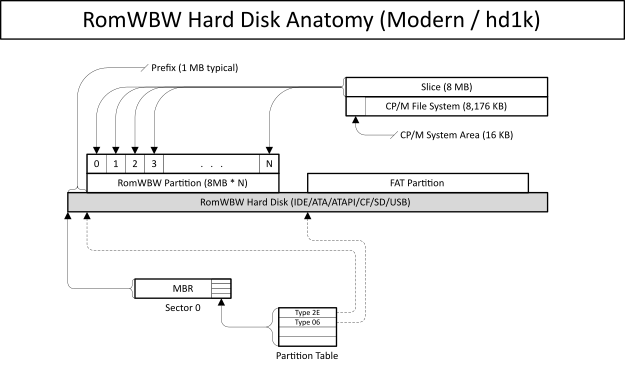 RomWBW Hard Disk Anatomy (Modern / hd1k)
Prefix (1 MB typical)
Slice (8 MB)
CP/M File System (8,176 KB)
CP/M System Area (16 KB)
0 1 2 3 . . . N
RomWBW Partition (8MB * N)
FAT Partition
RomWBW Hard Disk (IDE/ATA/ATAPI/CF/SD/USB)
MBR
Sector 0
Type 2E
Type 06
Partition Table